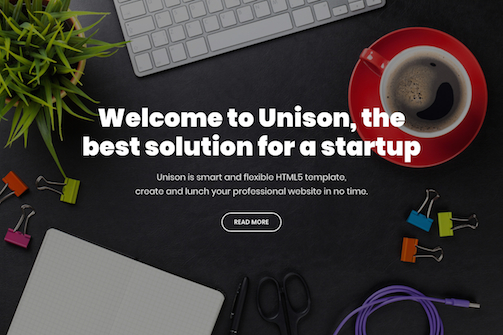 Welcome to Unison, the
best solution for a startup
Unison is smart and flexible HTML5 template,
create and lunch your professional website in no time.
READ MORE